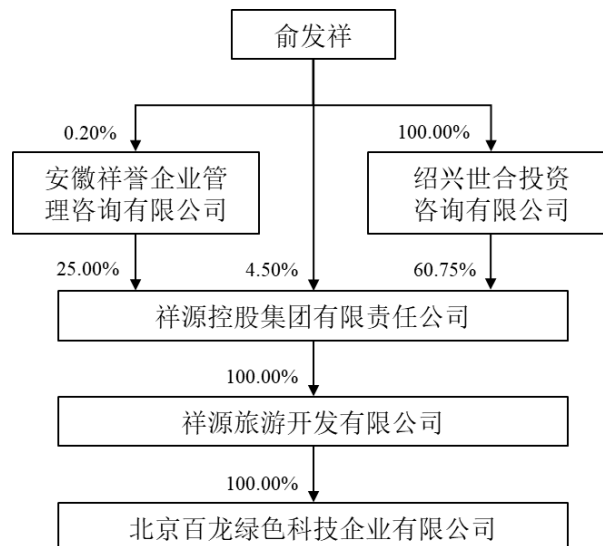 俞发祥
0.20%
100.00%
安徽祥誉企业管
理咨询有限公司
绍兴世合投资
咨询有限公司
25.00%
4.50%
60.75%
祥源控股集团有限责任公司
100.00%
祥源旅游开发有限公司
100.00%
北京百龙绿色科技企业有限公司